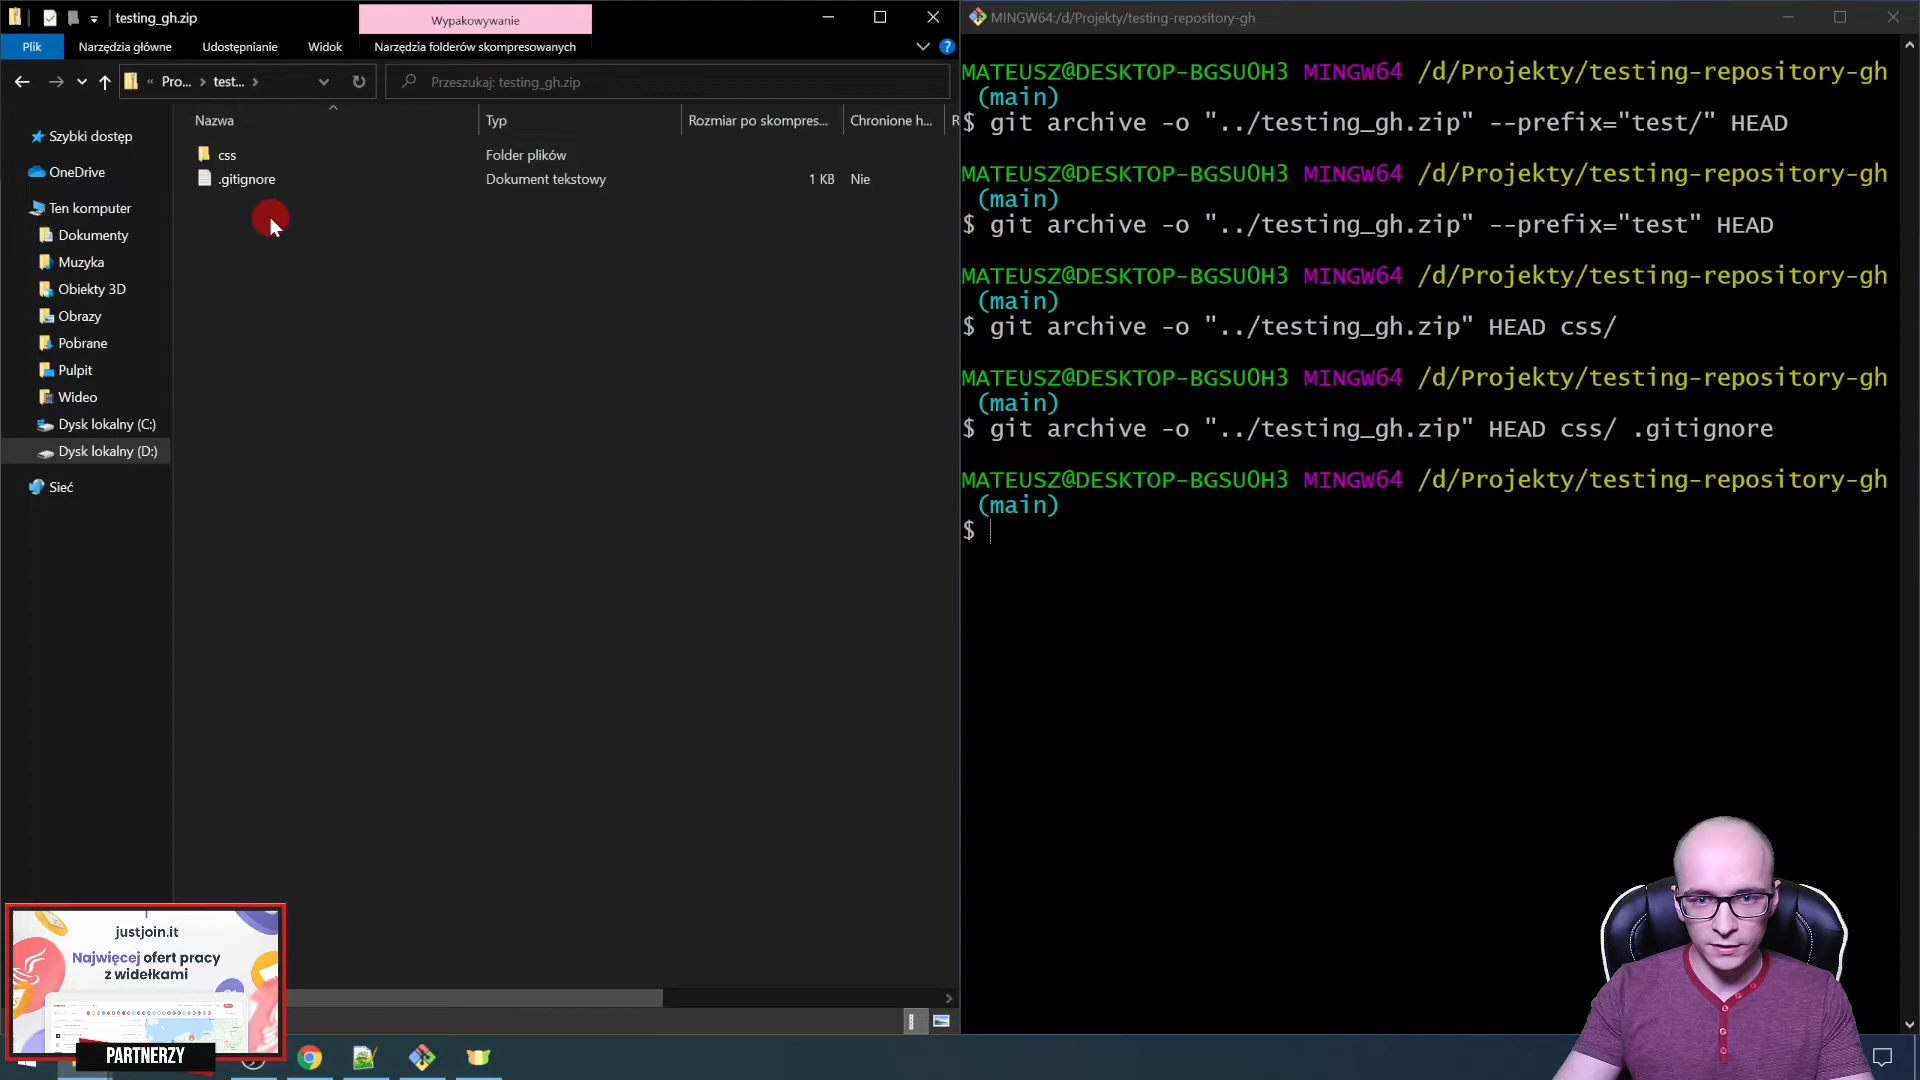 testing_gh.zip
Wypakowywanie
Plik
Narzędzia główne
Udostępnianie
Widok
Narzędzia folderów skompresowanych
« Pro... › test... ›
Przeszukaj: testing_gh.zip
Nazwa
Typ
Rozmiar po skompres...
Chronione h...
R
css
Folder plików
.gitignore
Dokument tekstowy
1 KB
Nie
Szybki dostęp
OneDrive
Ten komputer
Dokumenty
Muzyka
Obiekty 3D
Obrazy
Pobrane
Pulpit
Wideo
Dysk lokalny (C:)
Dysk lokalny (D:)
Sieć
justjoin.it
Najwięcej ofert pracy
z widełkami
PARTNERZY
MINGW64:/d/Projekty/testing-repository-gh
MATEUSZ@DESKTOP-BGSU0H3 MINGW64 /d/Projekty/testing-repository-gh
(main)
$ git archive -o "../testing_gh.zip" --prefix="test/" HEAD
MATEUSZ@DESKTOP-BGSU0H3 MINGW64 /d/Projekty/testing-repository-gh
(main)
$ git archive -o "../testing_gh.zip" --prefix="test" HEAD
MATEUSZ@DESKTOP-BGSU0H3 MINGW64 /d/Projekty/testing-repository-gh
(main)
$ git archive -o "../testing_gh.zip" HEAD css/
MATEUSZ@DESKTOP-BGSU0H3 MINGW64 /d/Projekty/testing-repository-gh
(main)
$ git archive -o "../testing_gh.zip" HEAD css/ .gitignore
MATEUSZ@DESKTOP-BGSU0H3 MINGW64 /d/Projekty/testing-repository-gh
(main)
$